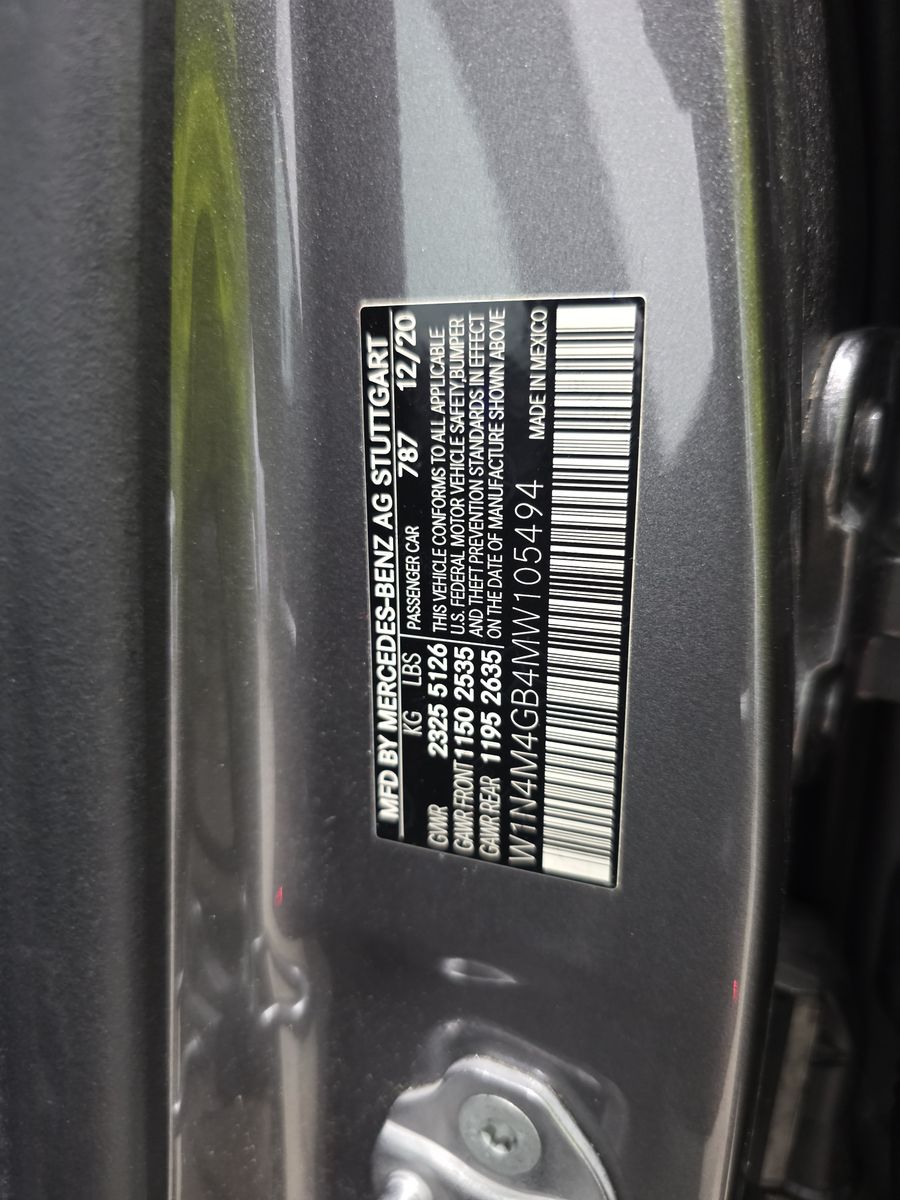 MFD BY MERCEDES-BENZ AG STUTTGART
KG LBS PASSENGER CAR 787 12/20
GVWR 2325 5126 THIS VEHICLE CONFORMS TO ALL APPLICABLE
U.S. FEDERAL MOTOR VEHICLE SAFETY,BUMPER
GAWR FRONT 1150 2535 AND THEFT PREVENTION STANDARDS IN EFFECT
GAWR REAR 1195 2635 ON THE DATE OF MANUFACTURE SHOWN ABOVE
W1N4M4GB4MW105494 MADE IN MEXICO